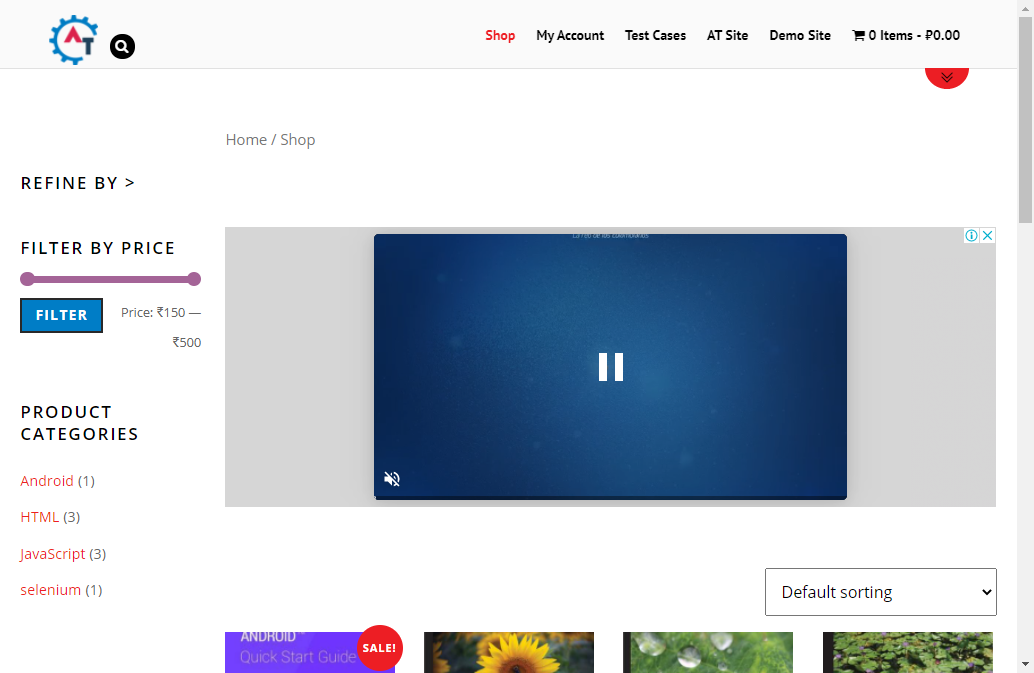 AT
Shop
My Account
Test Cases
AT Site
Demo Site
0 Items - ₽0.00
Home / Shop
REFINE BY >
FILTER BY PRICE
FILTER
Price: ₹150 —
₹500
PRODUCT
CATEGORIES
Android (1)
HTML (3)
JavaScript (3)
selenium (1)
Default sorting
ANDROID
Quick Start Guide
SALE!